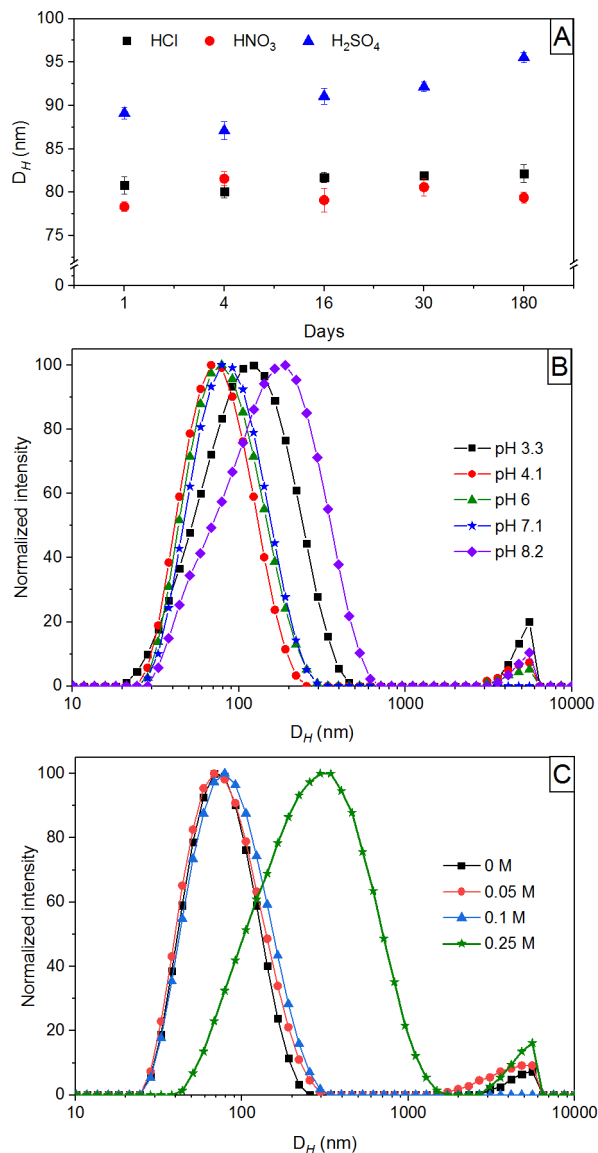 HCl HNO₃ H₂SO₄ A
100
95
90
85
80
75
0
D_H (nm)
1 4 16 30 180
Days
B
100
80
60
40
20
0
Normalized intensity
pH 3.3
pH 4.1
pH 6
pH 7.1
pH 8.2
10 100 1000 10000
D_H (nm)
C
100
80
60
40
20
0
Normalized intensity
0 M
0.05 M
0.1 M
0.25 M
10 100 1000 10000
D_H (nm)